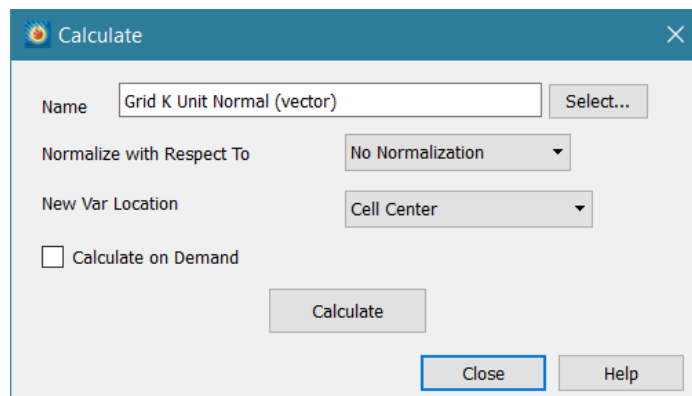 Calculate
Name Grid K Unit Normal (vector) Select...
Normalize with Respect To No Normalization
New Var Location Cell Center
Calculate on Demand
Calculate
Close Help